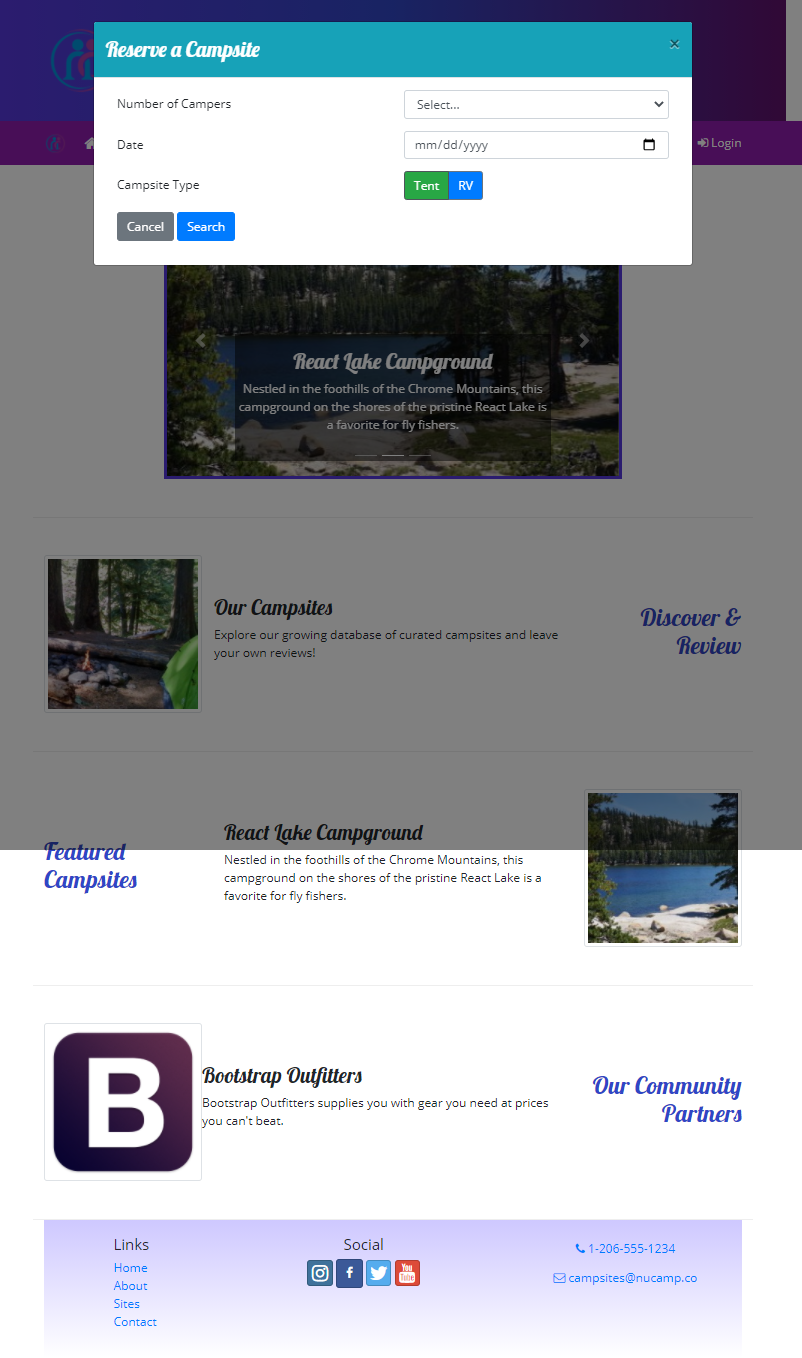 Reserve a Campsite
×
Number of Campers
Select...
Date
mm/dd/yyyy
Campsite Type
Tent RV
Cancel Search
Login
React Lake Campground
Nestled in the foothills of the Chrome Mountains, this
campground on the shores of the pristine React Lake is
a favorite for fly fishers.
Our Campsites
Explore our growing database of curated campsites and leave
your own reviews!
Discover &
Review
Featured
Campsites
React Lake Campground
Nestled in the foothills of the Chrome Mountains, this
campground on the shores of the pristine React Lake is a
favorite for fly fishers.
B
Bootstrap Outfitters
Bootstrap Outfitters supplies you with gear you need at prices
you can't beat.
Our Community
Partners
Links
Home
About
Sites
Contact
Social
f
You
Tube
1-206-555-1234
campsites@nucamp.co